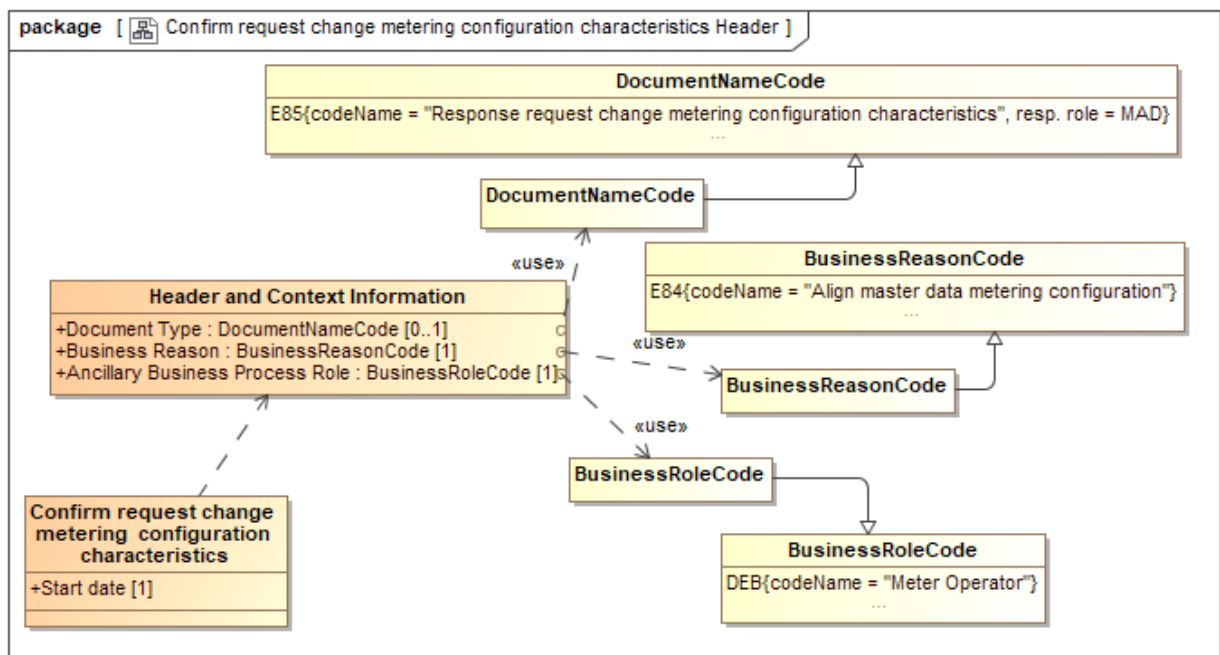 package [ Confirm request change metering configuration characteristics Header ]
DocumentNameCode
E85{codeName = "Response request change metering configuration characteristics", resp. role = MAD}
...
DocumentNameCode
«use»
BusinessReasonCode
E84{codeName = "Align master data metering configuration"}
...
Header and Context Information
+Document Type : DocumentNameCode [0..1]
+Business Reason : BusinessReasonCode [1]
+Ancillary Business Process Role : BusinessRoleCode [1]
«use»
BusinessReasonCode
«use»
BusinessRoleCode
Confirm request change
metering configuration
characteristics
+Start date [1]
BusinessRoleCode
DEB{codeName = "Meter Operator"}
...